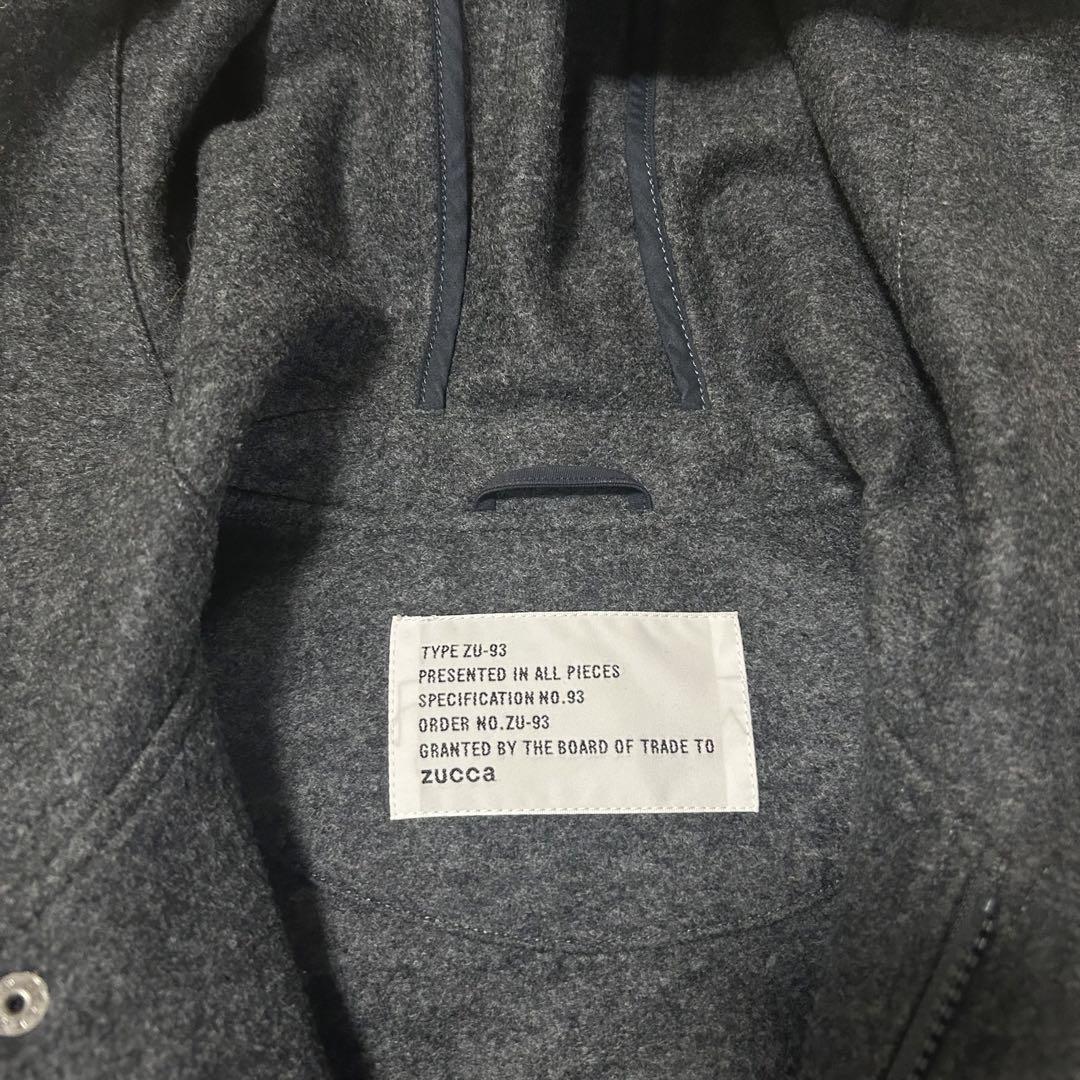 TYPE ZU-93
PRESENTED IN ALL PIECES
SPECIFICATION NO.93
ORDER NO.ZU-93
GRANTED BY THE BOARD OF TRADE TO
zucca